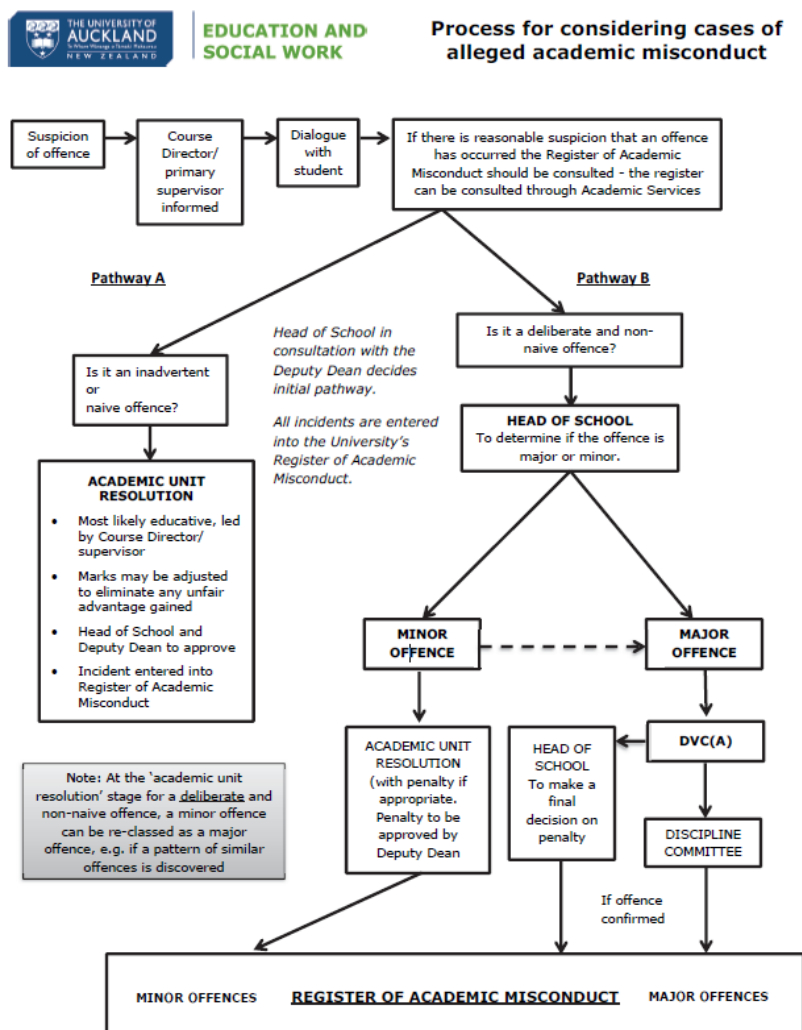 THE UNIVERSITY OF
AUCKLAND
Te Whare Wānanga o Tāmaki Makaurau
NEW ZEALAND
EDUCATION AND
SOCIAL WORK
Process for considering cases of
alleged academic misconduct
Suspicion
of offence
Course
Director/
primary
supervisor
informed
Dialogue
with
student
If there is reasonable suspicion that an offence
has occurred the Register of Academic
Misconduct should be consulted - the register
can be consulted through Academic Services
Pathway A
Pathway B
Is it an inadvertent
or
naive offence?
Head of School in
consultation with the
Deputy Dean decides
initial pathway.
All incidents are entered
into the University's
Register of Academic
Misconduct.
Is it a deliberate and non-
naive offence?
HEAD OF SCHOOL
To determine if the offence is
major or minor.
ACADEMIC UNIT
RESOLUTION
• Most likely educative, led
by Course Director/
supervisor
• Marks may be adjusted
to eliminate any unfair
advantage gained
• Head of School and
Deputy Dean to approve
• Incident entered into
Register of Academic
Misconduct
MINOR
OFFENCE
MAJOR
OFFENCE
Note: At the 'academic unit
resolution' stage for a deliberate and
non-naive offence, a minor offence
can be re-classed as a major
offence, e.g. if a pattern of similar
offences is discovered
ACADEMIC UNIT
RESOLUTION
(with penalty if
appropriate.
Penalty to be
approved by
Deputy Dean
HEAD OF
SCHOOL
To make a
final
decision on
penalty
DVC(A)
DISCIPLINE
COMMITTEE
If offence
confirmed
MINOR OFFENCES
REGISTER OF ACADEMIC MISCONDUCT
MAJOR OFFENCES